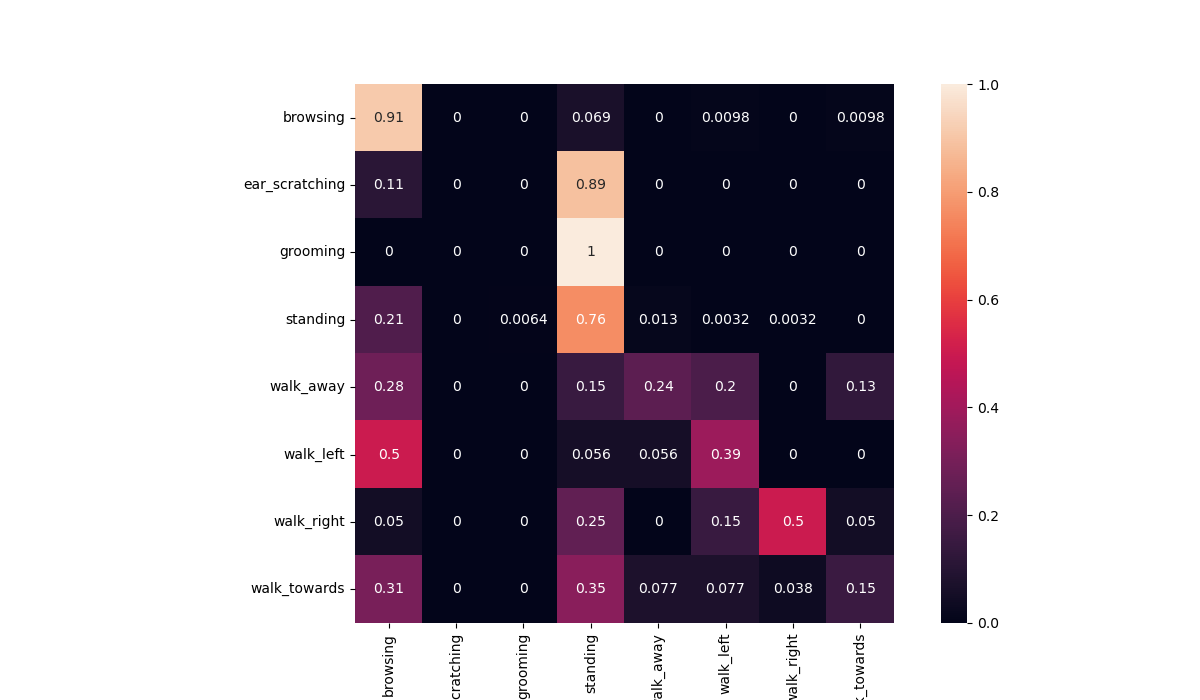 browsing 0.91 0 0 0.069 0 0.0098 0 0.0098
ear_scratching 0.11 0 0 0.89 0 0 0 0
grooming 0 0 0 1 0 0 0 0
standing 0.21 0 0.0064 0.76 0.013 0.0032 0.0032 0
walk_away 0.28 0 0 0.15 0.24 0.2 0 0.13
walk_left 0.5 0 0 0.056 0.056 0.39 0 0
walk_right 0.05 0 0 0.25 0 0.15 0.5 0.05
walk_towards 0.31 0 0 0.35 0.077 0.077 0.038 0.15
browsing
cratching
grooming
standing
alk_away
walk_left
walk_right
k_towards
1.0
0.8
0.6
0.4
0.2
0.0